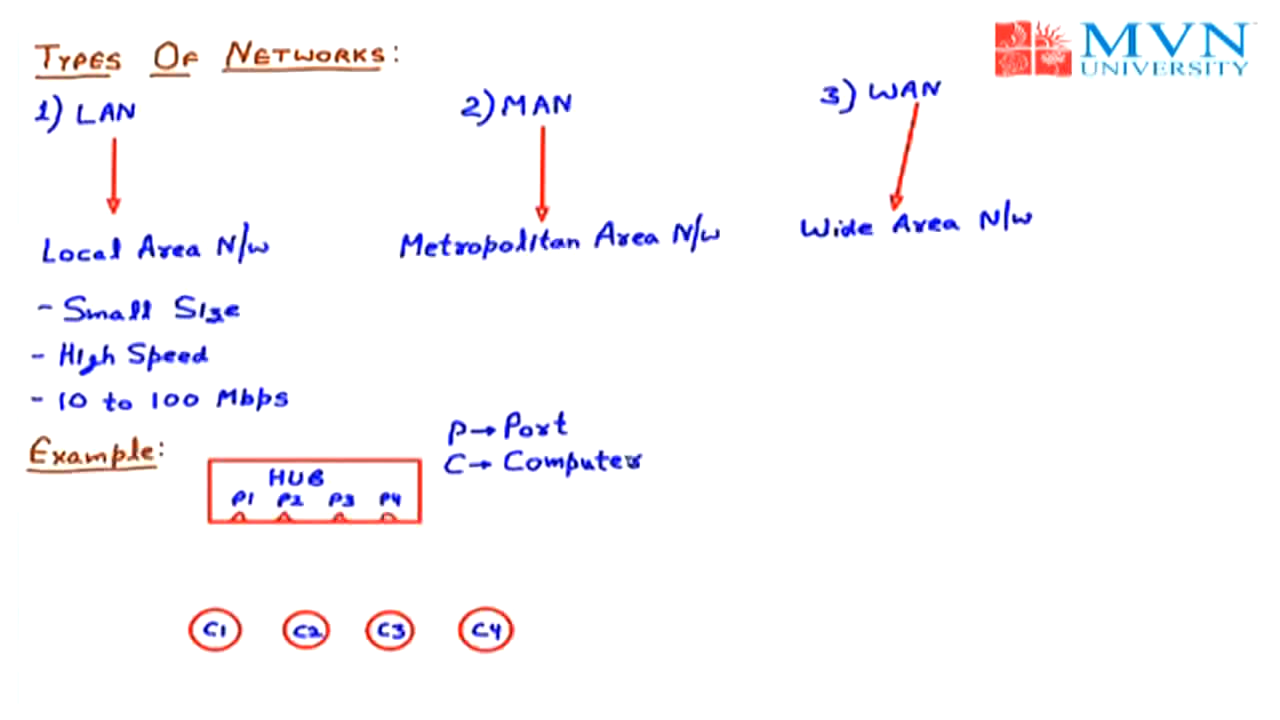 TYPES OF NETWORKS:
MVN
UNIVERSITY
1) LAN
2) MAN
3) WAN
Local Area N/w
Metropolitan Area N/w
Wide Area N/w
- Small Size
- High Speed
- 10 to 100 Mbps
Example:
P→ Port
C→ Computer
HUB
P1 P2 P3 P4
C1 C2 C3 C4